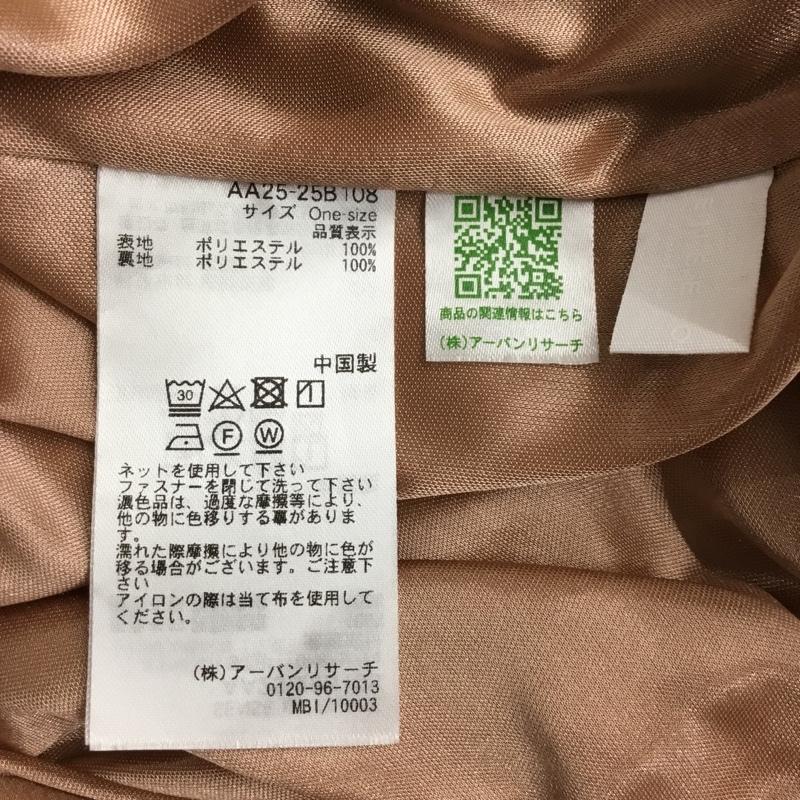 AA25-25B108
サイズ One-size
品質表示
表地 ポリエステル 100%
裏地 ポリエステル 100%
中国製
30
F
W
ネットを使用して下さい
ファスナーを閉じて洗って下さい
濃色品は、過度な摩擦等により、
他の物に色移りする事がありま
す。
濡れた際摩擦により他の物に色が
移る場合がございます。ご注意下
さい
アイロンの際は当て布を使用して
ください。
(株)アーバンリサーチ
0120-96-7013
MBI/10003
商品の関連情報はこちら
(株)アーバンリサーチ